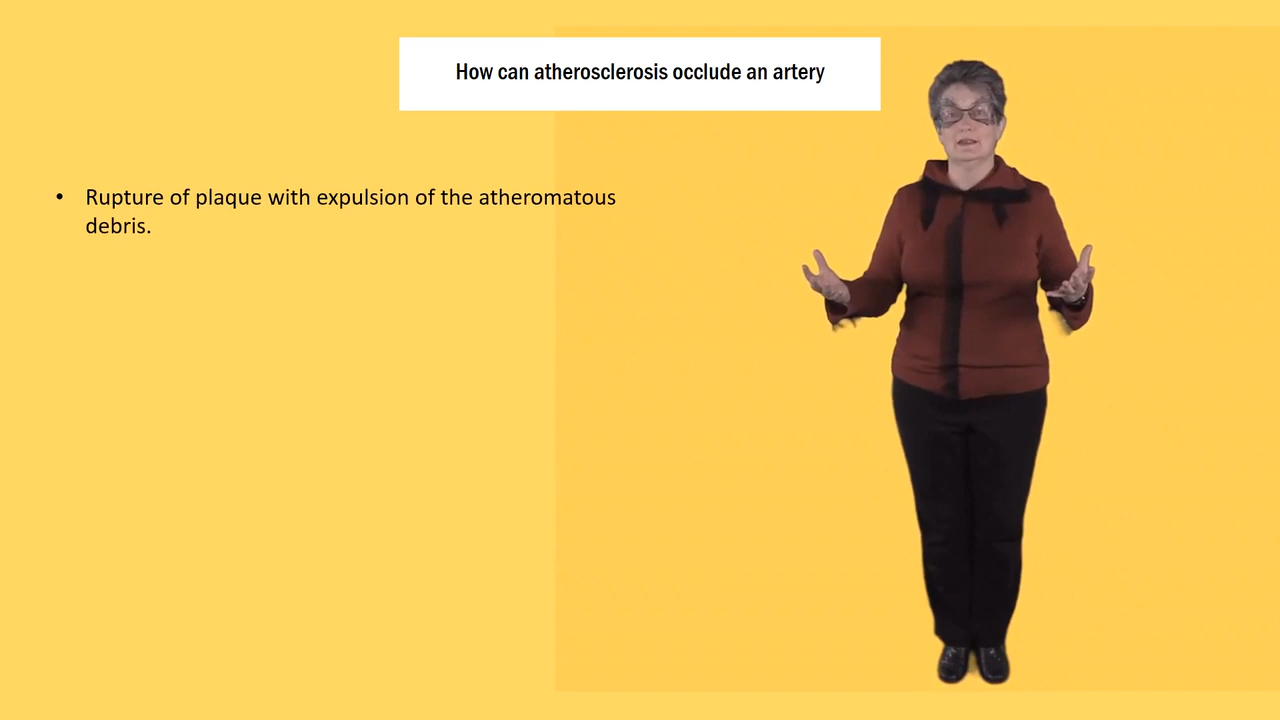 How can atherosclerosis occlude an artery
• Rupture of plaque with expulsion of the atheromatous
debris.